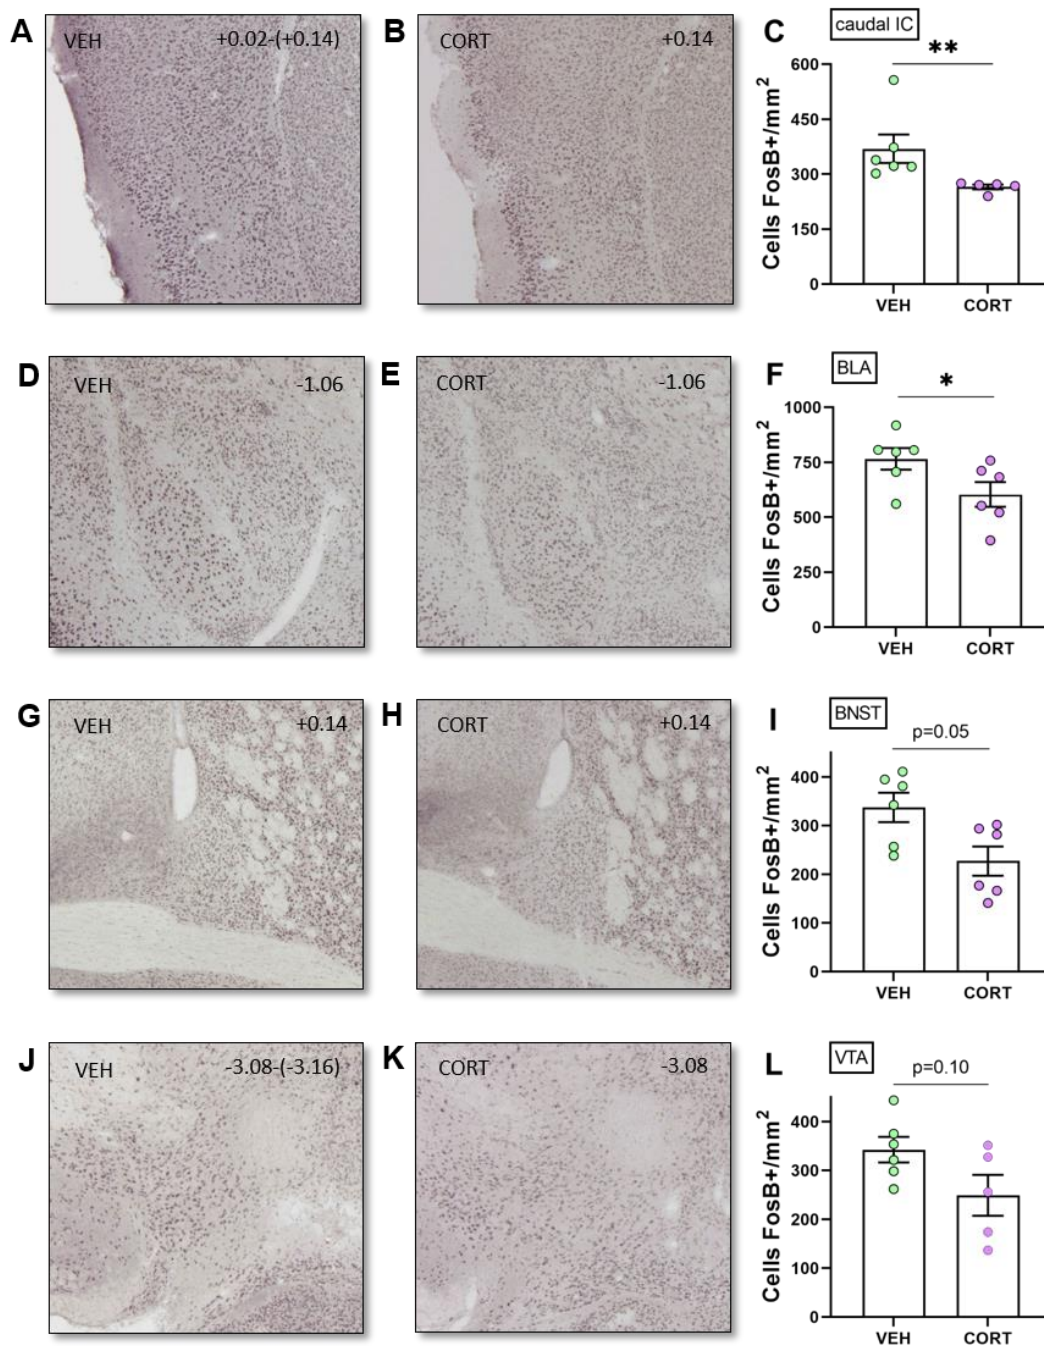 A
VEH
+0.02-(+0.14)
B
CORT
+0.14
C
caudal IC
**
Cells FosB+/mm²
600
450
300
150
0
VEH
CORT
D
VEH
-1.06
E
CORT
-1.06
F
BLA
*
Cells FosB+/mm²
1000
750
500
250
0
VEH
CORT
G
VEH
+0.14
H
CORT
+0.14
I
BNST
p=0.05
Cells FosB+/mm²
400
300
200
100
0
VEH
CORT
J
VEH
-3.08-(-3.16)
K
CORT
-3.08
L
VTA
p=0.10
Cells FosB+/mm²
400
300
200
100
0
VEH
CORT